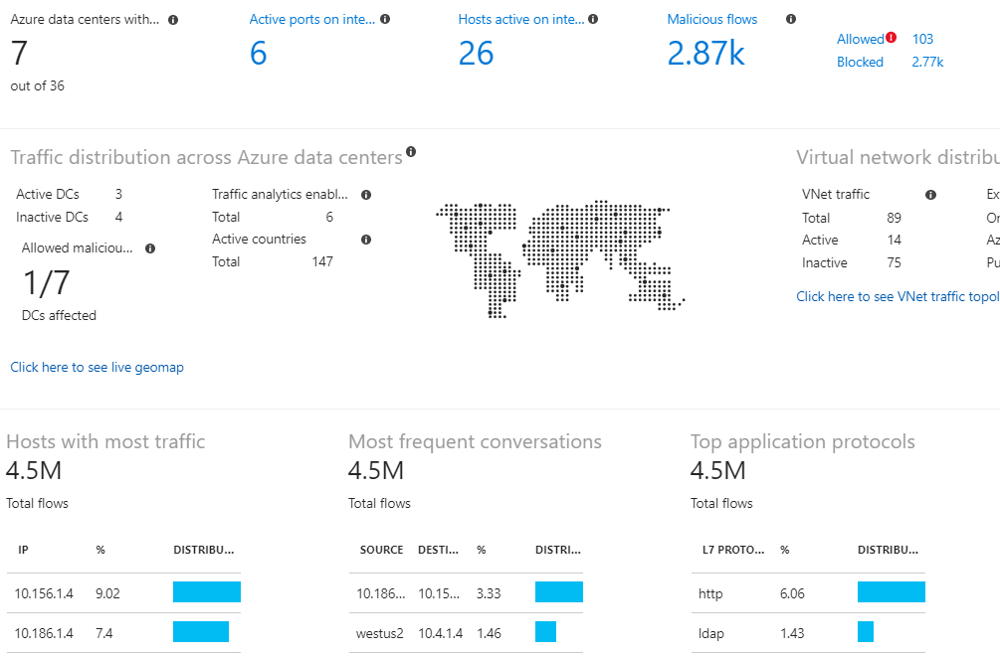 Azure data centers with...
7
out of 36
Active ports on inte...
6
Hosts active on inte...
26
Malicious flows
2.87k
Allowed 103
Blocked 2.77k
Traffic distribution across Azure data centers
Active DCs 3
Inactive DCs 4
Allowed maliciou...
1/7
DCs affected
Traffic analytics enabl...
Total 6
Active countries
Total 147
Click here to see live geomap
Virtual network distribu
VNet traffic
Total 89
Active 14
Inactive 75
Ex
On
Az
Pu
Click here to see VNet traffic topol
Hosts with most traffic
4.5M
Total flows
IP % DISTRIBU...
10.156.1.4 9.02
10.186.1.4 7.4
Most frequent conversations
4.5M
Total flows
SOURCE DESTI... % DISTRI...
10.186... 10.15... 3.33
westus2 10.4.1.4 1.46
Top application protocols
4.5M
Total flows
L7 PROTO... % DISTRIBU...
http 6.06
ldap 1.43